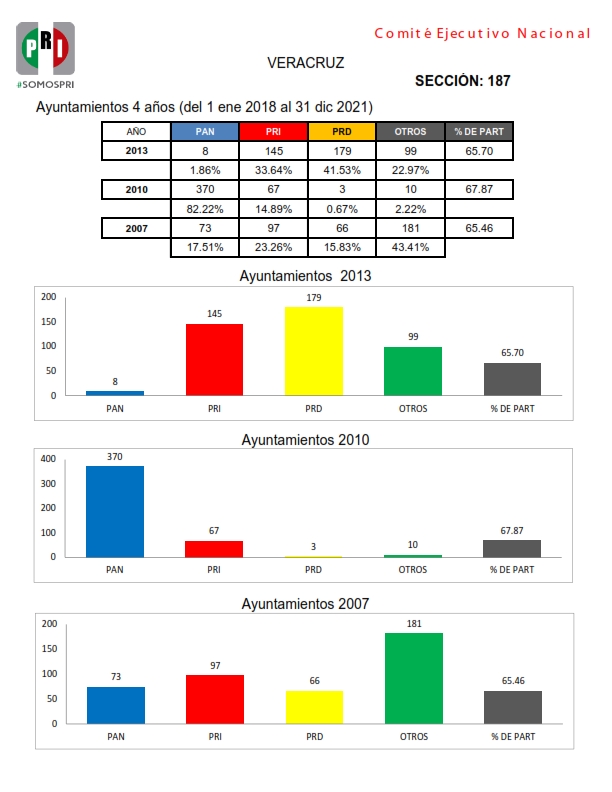 Comité Ejecutivo Nacional
PRI
#SOMOSPRI
VERACRUZ
SECCIÓN: 187
Ayuntamientos 4 años (del 1 ene 2018 al 31 dic 2021)
AÑO PAN PRI PRD OTROS % DE PART
2013 8 145 179 99 65.70
1.86% 33.64% 41.53% 22.97%
2010 370 67 3 10 67.87
82.22% 14.89% 0.67% 2.22%
2007 73 97 66 181 65.46
17.51% 23.26% 15.83% 43.41%
Ayuntamientos 2013
200
150
100
50
0
8 145 179 99 65.70
PAN PRI PRD OTROS % DE PART
Ayuntamientos 2010
400
300
200
100
0
370 67 3 10 67.87
PAN PRI PRD OTROS % DE PART
Ayuntamientos 2007
200
150
100
50
0
73 97 66 181 65.46
PAN PRI PRD OTROS % DE PART